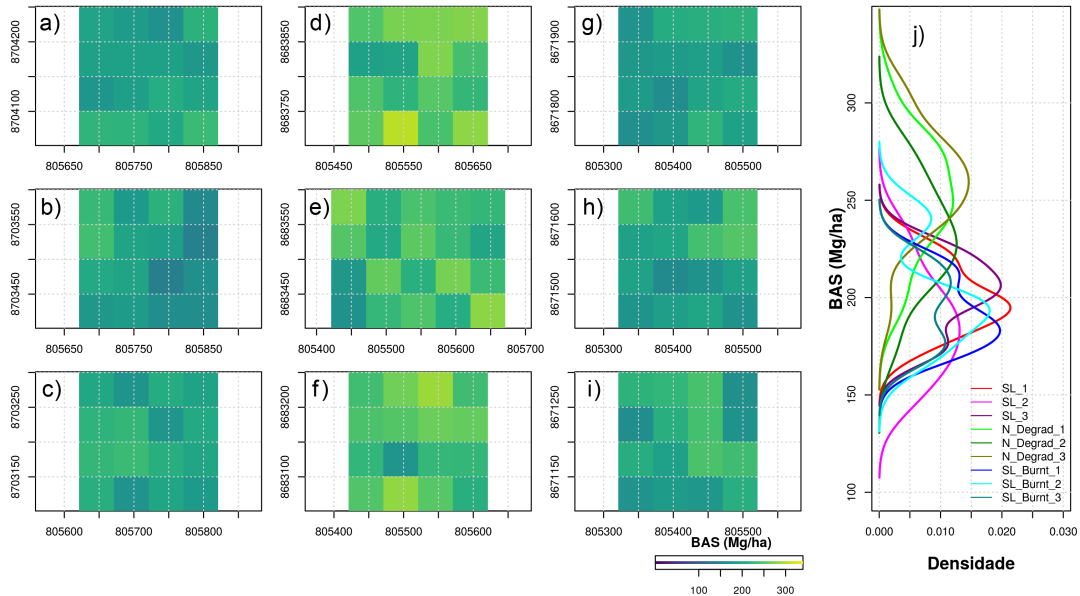 a)
8704100
8704200
805650
805750
805850
d)
8683750
8683850
805450
805550
805650
g)
8671800
8671900
805300
805400
805500
b)
8703450
8703550
805650
805750
805850
e)
8683450
8683550
805400
805500
805600
805700
h)
8671500
8671600
805300
805400
805500
c)
8703150
8703250
805600
805700
805800
f)
8683100
8683200
805400
805500
805600
i)
8671150
8671250
805300
805400
805500
BAS (Mg/ha)
100
200
300
j)
BAS (Mg/ha)
300
250
200
150
100
SL_1
SL_2
SL_3
N_Degrad_1
N_Degrad_2
N_Degrad_3
SL_Burnt_1
SL_Burnt_2
SL_Burnt_3
0.000
0.010
0.020
0.030
Densidade